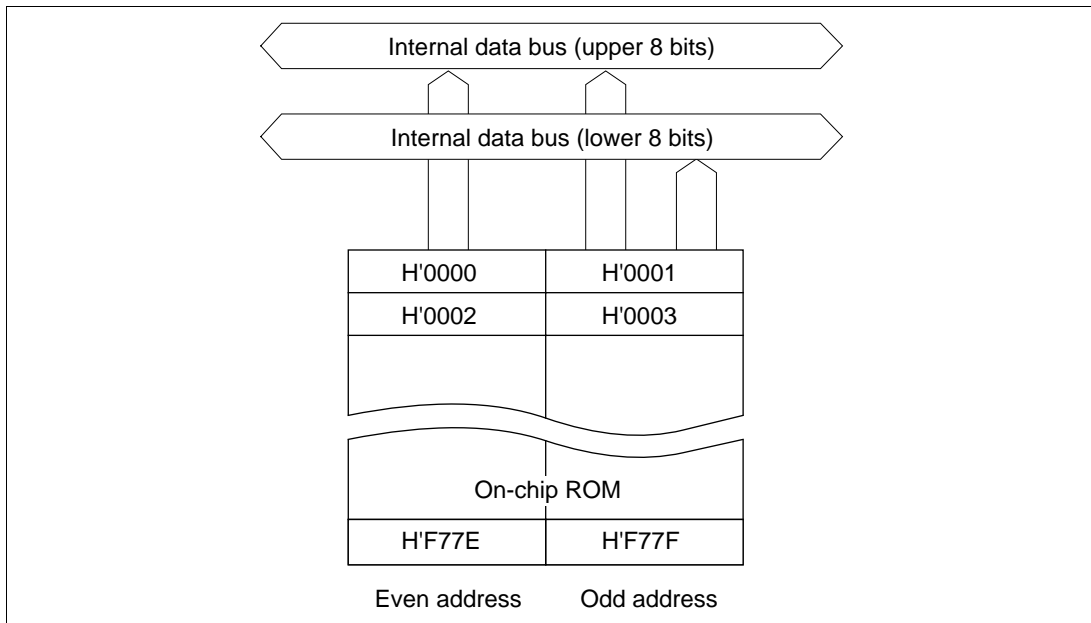 Internal data bus (upper 8 bits)
Internal data bus (lower 8 bits)
H'0000 H'0001
H'0002 H'0003
On-chip ROM
H'F77E H'F77F
Even address Odd address